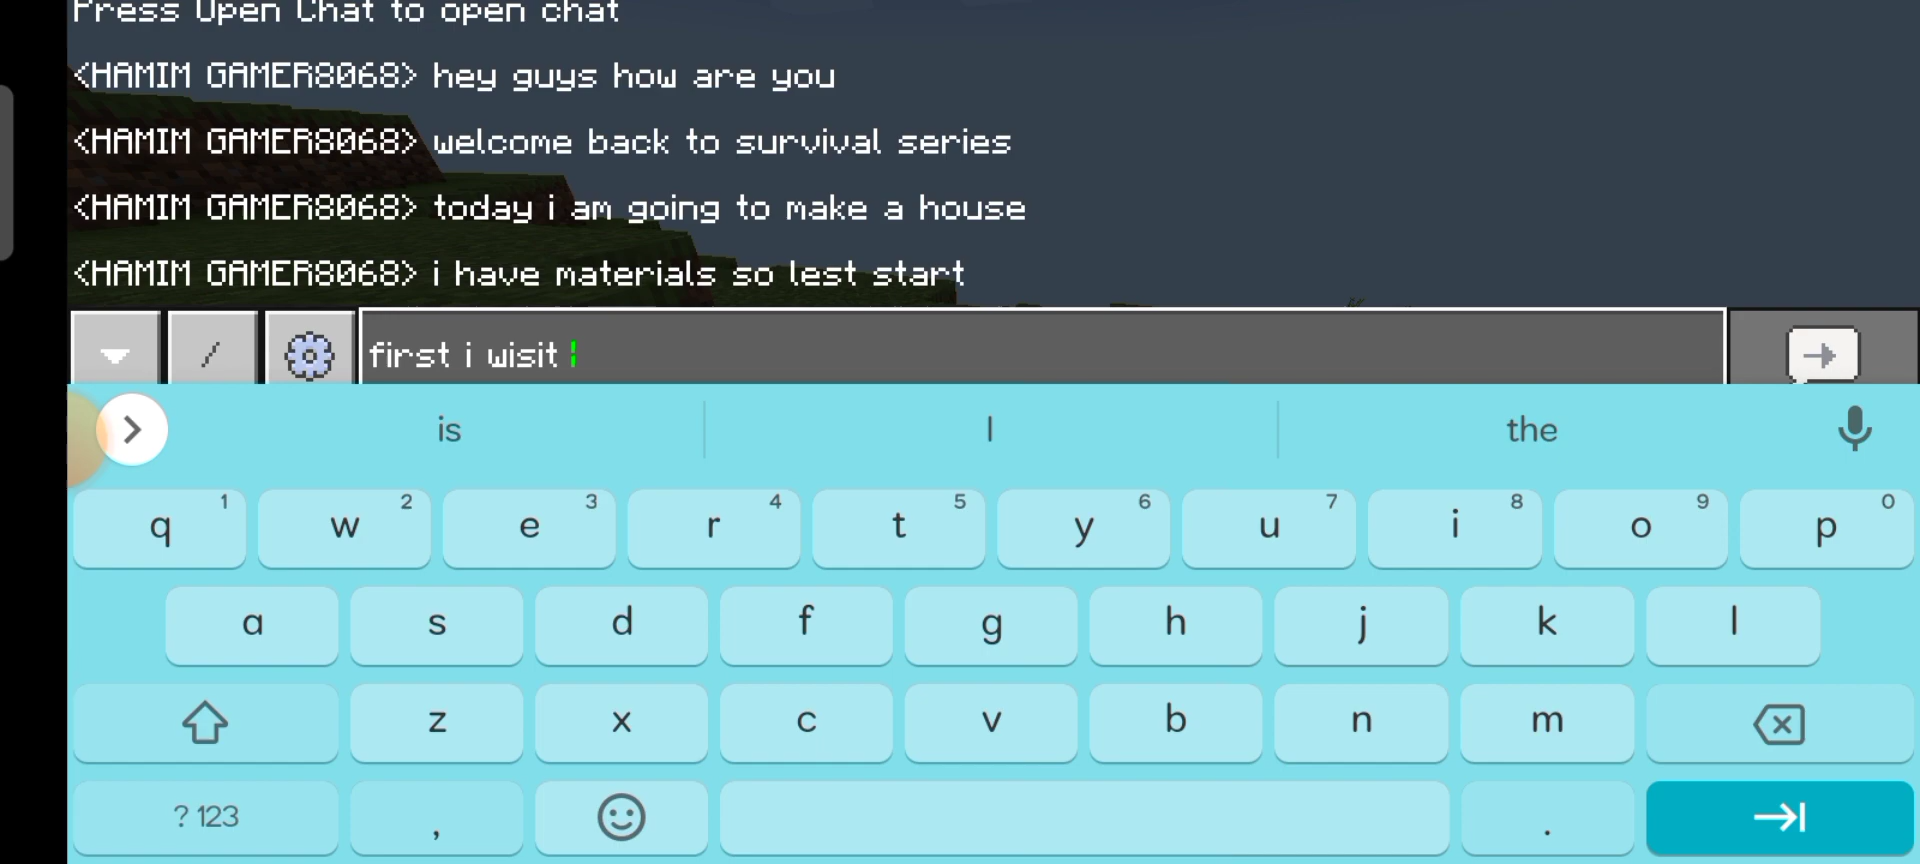 Press Open Chat to open chat
<HAMIM GAMER8068> hey guys how are you
<HAMIM GAMER8068> welcome back to survival series
<HAMIM GAMER8068> today i am going to make a house
<HAMIM GAMER8068> i have materials so lest start
/ first i wisit
is I the
q 1 w 2 e 3 r 4 t 5 y 6 u 7 i 8 o 9 p 0
a s d f g h j k l
z x c v b n m
?123 , .